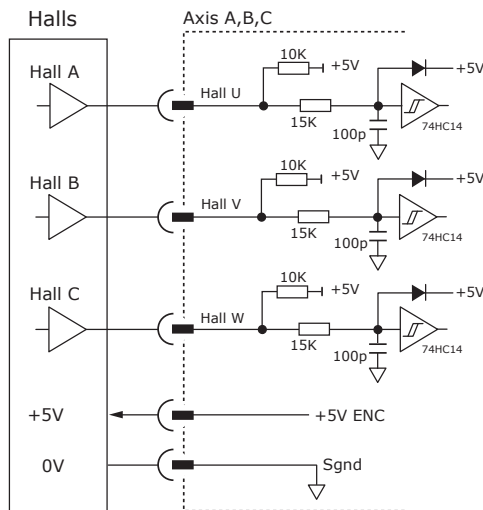 Halls
Axis A,B,C
Hall A
Hall U
10K
+5V
+5V
15K
100p
74HC14
Hall B
Hall V
10K
+5V
+5V
15K
100p
74HC14
Hall C
Hall W
10K
+5V
+5V
15K
100p
74HC14
+5V
+5V ENC
0V
Sgnd